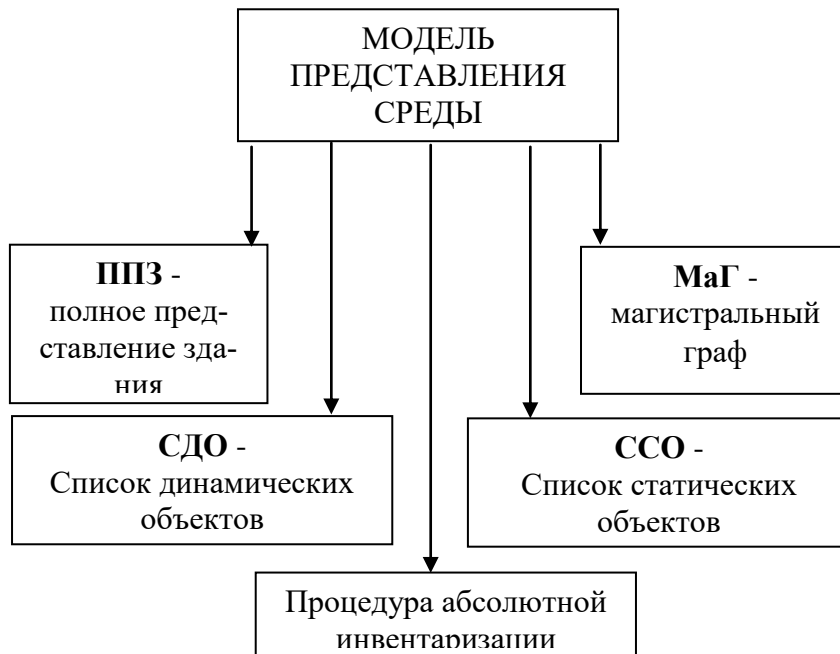 МОДЕЛЬ
ПРЕДСТАВЛЕНИЯ
СРЕДЫ
ППЗ -
полное пред-
ставление зда-
ния
МаГ -
магистральный
граф
СДО -
Список динамических
объектов
ССО -
Список статических
объектов
Процедура абсолютной
инвентаризации